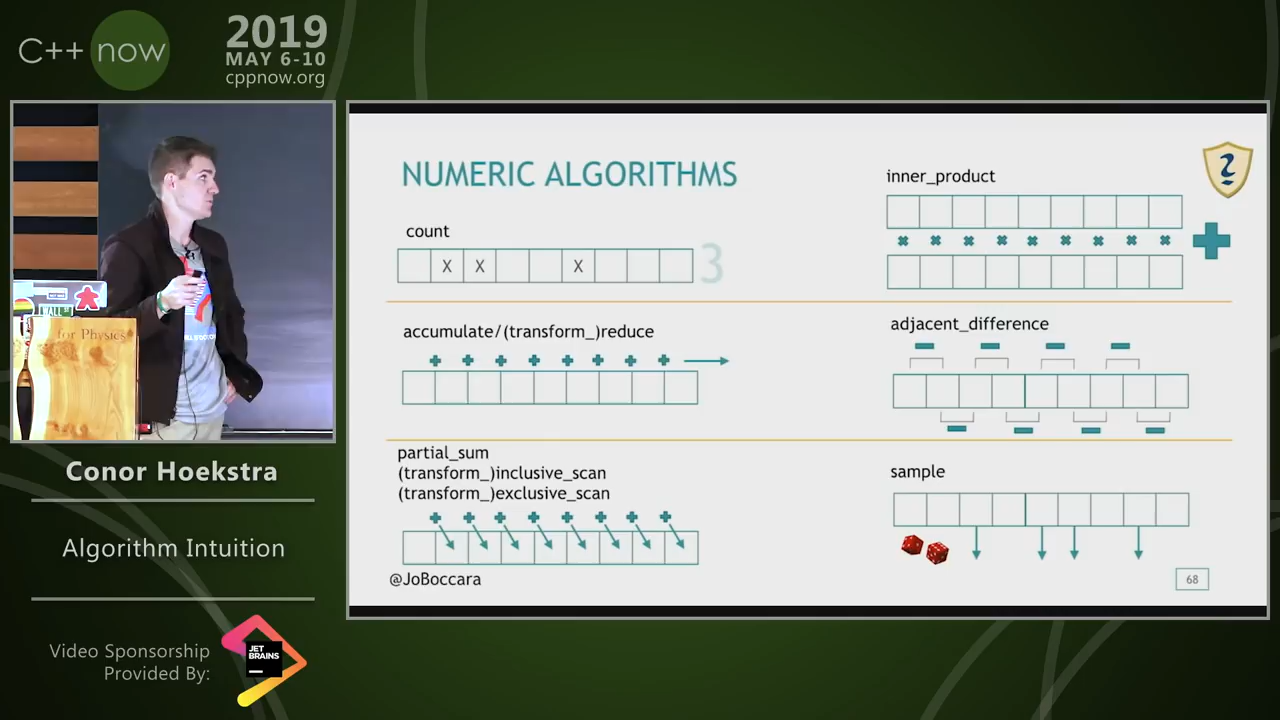 C++ now
2019
MAY 6-10
cppnow.org
for Physics
Conor Hoekstra
Algorithm Intuition
Video Sponsorship
Provided By:
JET
BRAINS
NUMERIC ALGORITHMS
count
X X X
3
accumulate/(transform_)reduce
partial_sum
(transform_)inclusive_scan
(transform_)exclusive_scan
@JoBoccara
inner_product
adjacent_difference
sample
68